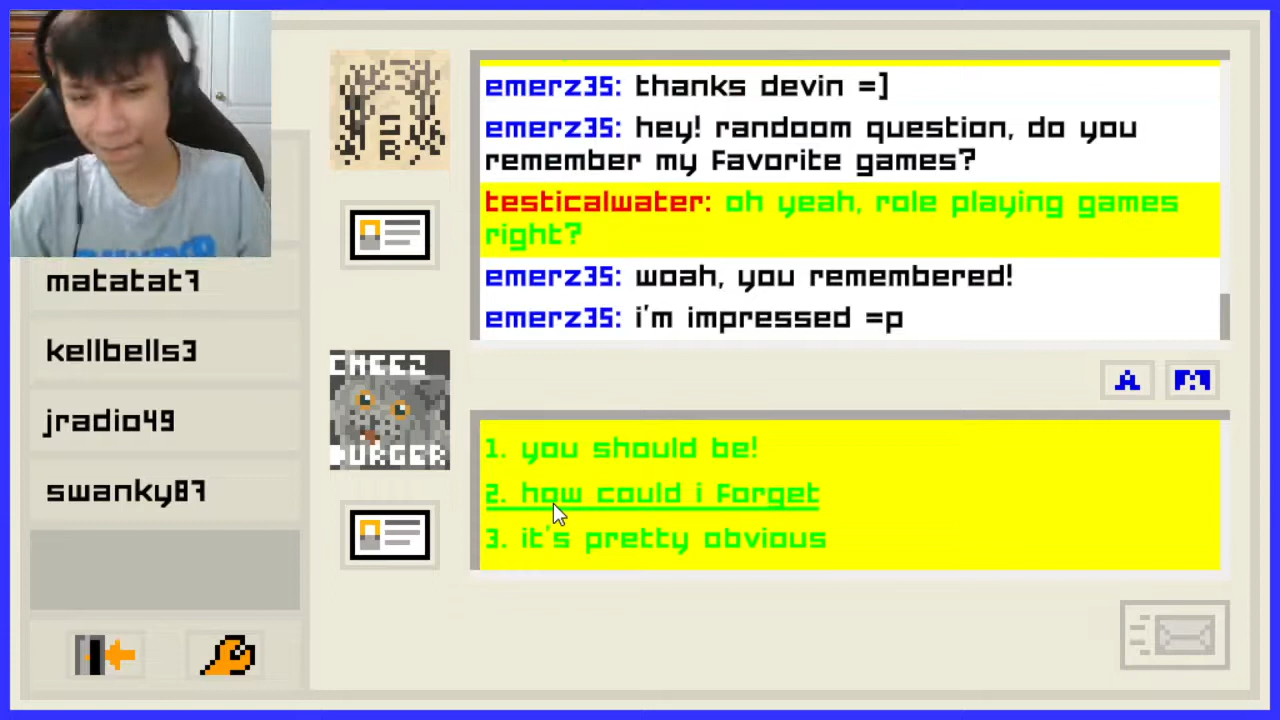 emerz35: thanks devin =]
emerz35: hey! randoom question, do you
remember my favorite games?
testicalwater: oh yeah, role playing games
right?
emerz35: woah, you remembered!
emerz35: i'm impressed =p
matatat7
kellbells3
jradio49
swanky87
CHEEZ
BURGER
A
1. you should be!
2. how could i forget
3. it's pretty obvious